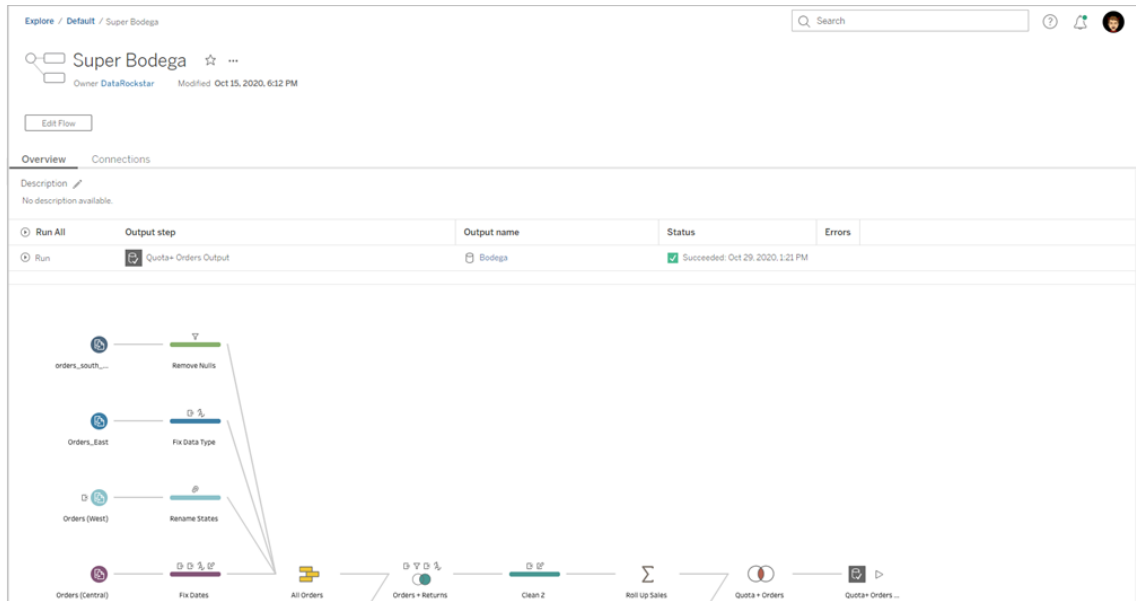 Explore / Default / Super Bodega
Search
Super Bodega
Owner DataRockstar Modified Oct 15, 2020, 6:12 PM
Edit Flow
Overview Connections
Description
No description available.
Run All Output step Output name Status Errors
Run Quota+ Orders Output Bodega Succeeded: Oct 29, 2020, 1:21 PM
orders_south_... Remove Nulls
Orders_East Fix Data Type
Orders (West) Rename States
Orders (Central) Fix Dates All Orders Orders + Returns Clean 2 Roll Up Sales Quota + Orders Quota+ Orders ...